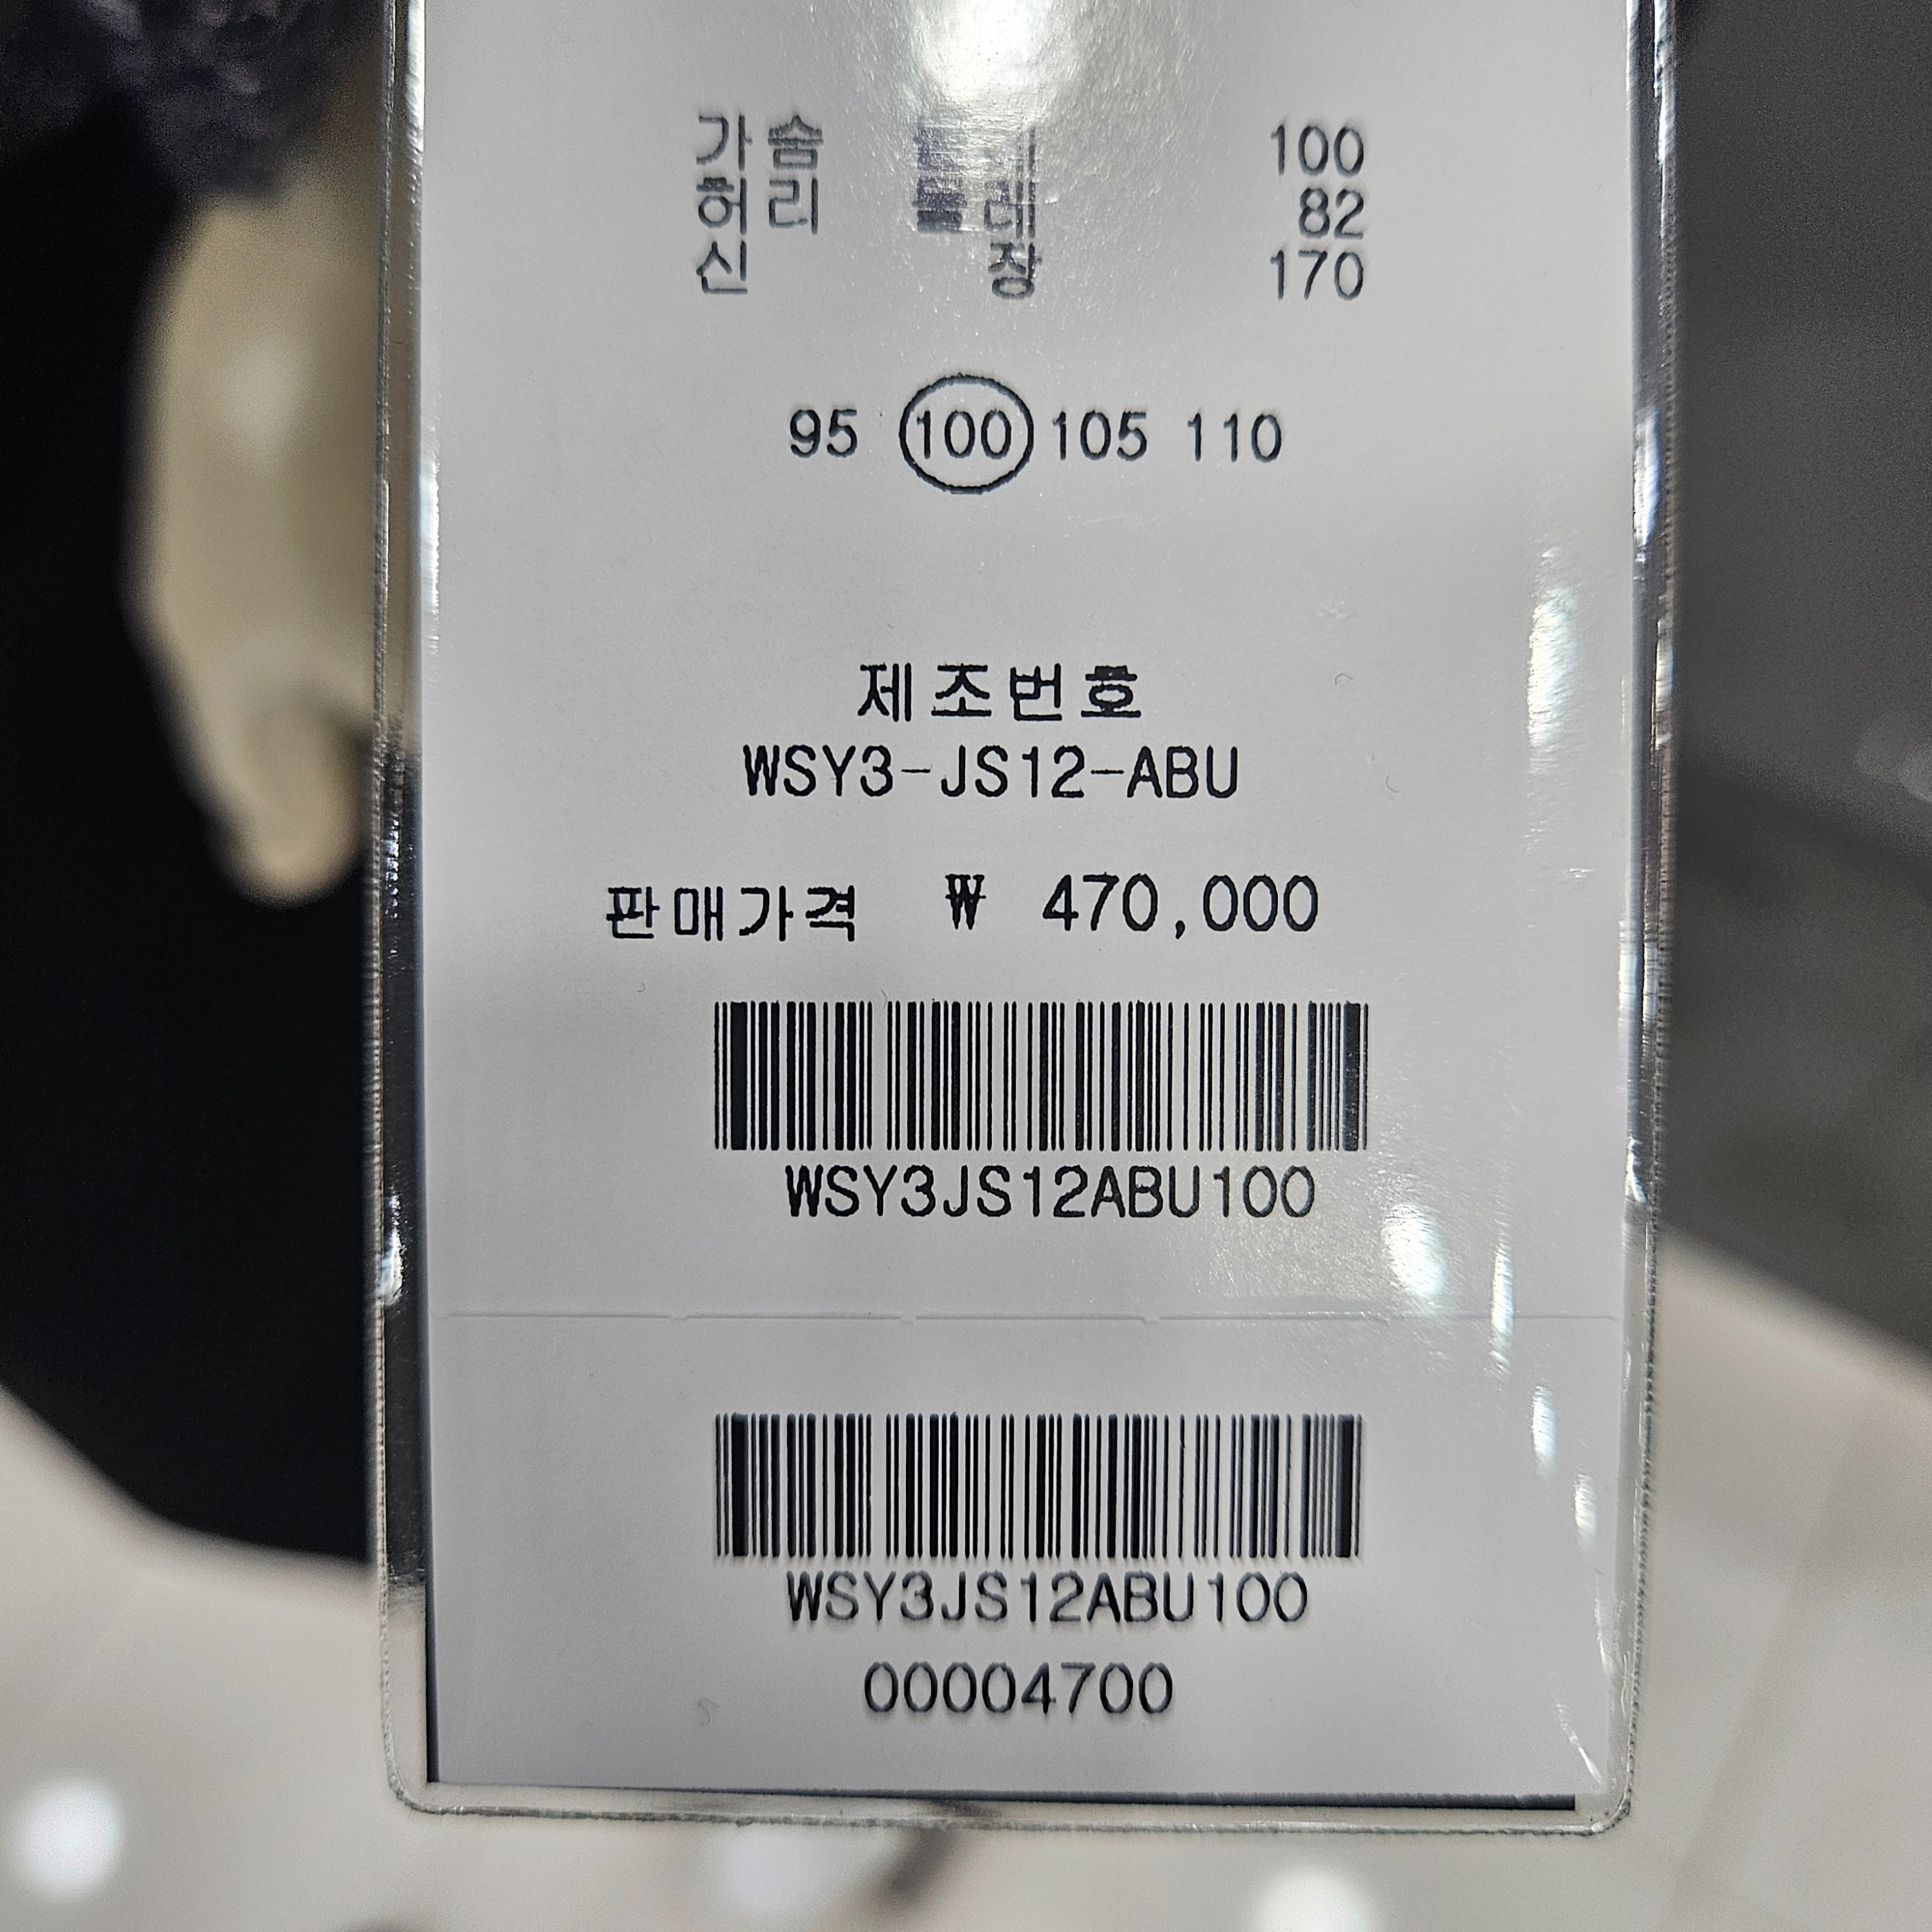 가슴 둘레 100
허리 둘레 82
신 장 170
95 100 105 110
제조번호
WSY3-JS12-ABU
판매가격 ₩ 470,000
WSY3JS12ABU100
WSY3JS12ABU100
00004700